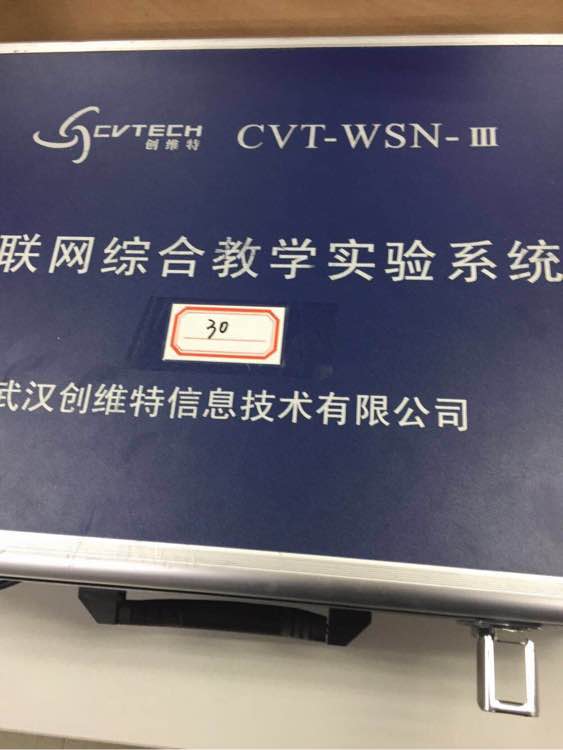 CVTECH
创维特
CVT-WSN-III
联网综合教学实验系统
30
武汉创维特信息技术有限公司